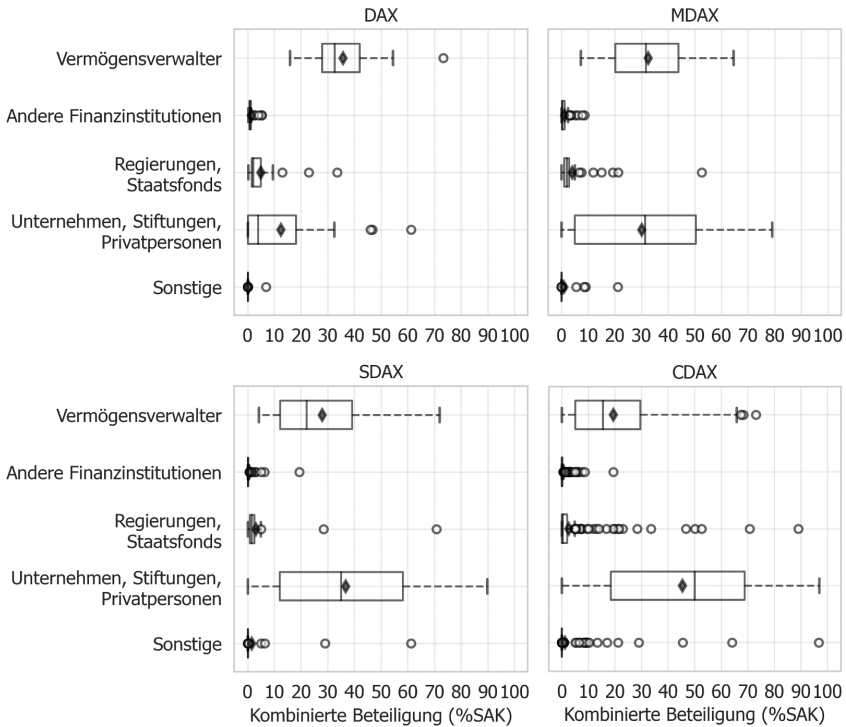 DAX
MDAX
Vermögensverwalter
Andere Finanzinstitutionen
Regierungen,
Staatsfonds
Unternehmen, Stiftungen,
Privatpersonen
Sonstige
0 10 20 30 40 50 60 70 80 90 100
0 10 20 30 40 50 60 70 80 90 100
SDAX
CDAX
Vermögensverwalter
Andere Finanzinstitutionen
Regierungen,
Staatsfonds
Unternehmen, Stiftungen,
Privatpersonen
Sonstige
0 10 20 30 40 50 60 70 80 90 100
0 10 20 30 40 50 60 70 80 90 100
Kombinierte Beteiligung (%SAK)
Kombinierte Beteiligung (%SAK)